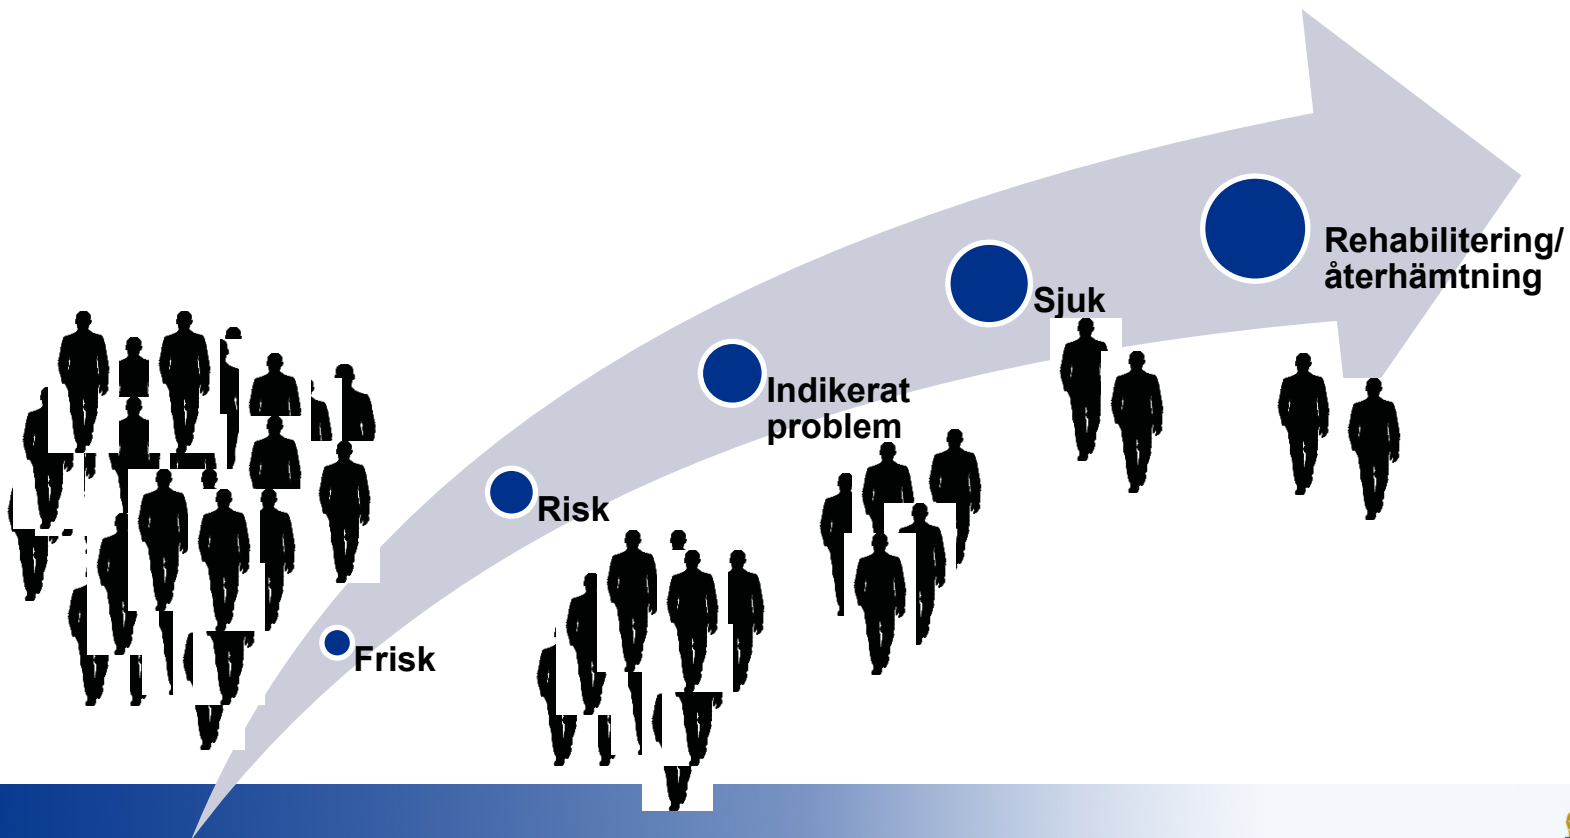 Frisk
Risk
Indikerat
problem
Sjuk
Rehabilitering/
återhämtning